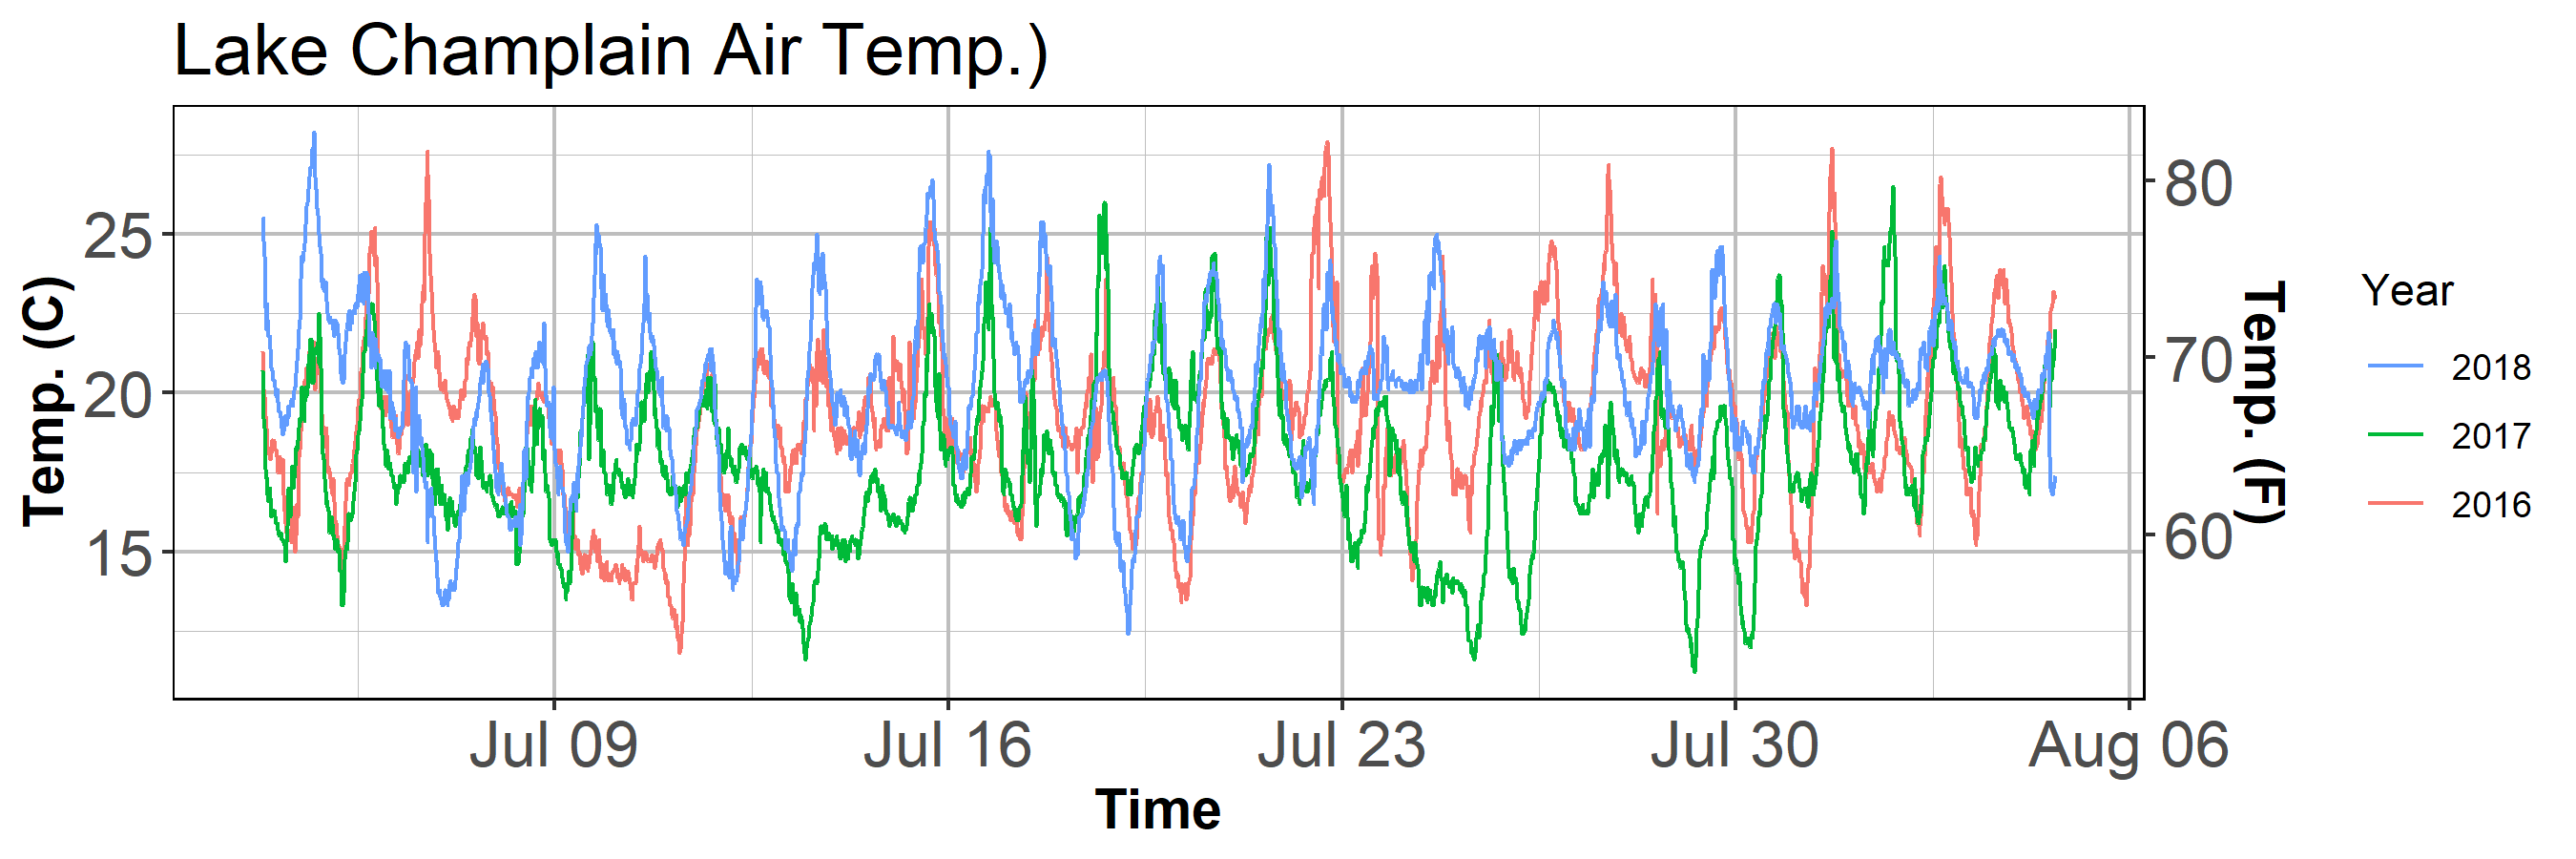 Lake Champlain Air Temp.)
Temp. (C)
25
20
15
80
70
60
Temp. (F)
Jul 09
Jul 16
Jul 23
Jul 30
Aug 06
Time
Year
2018
2017
2016